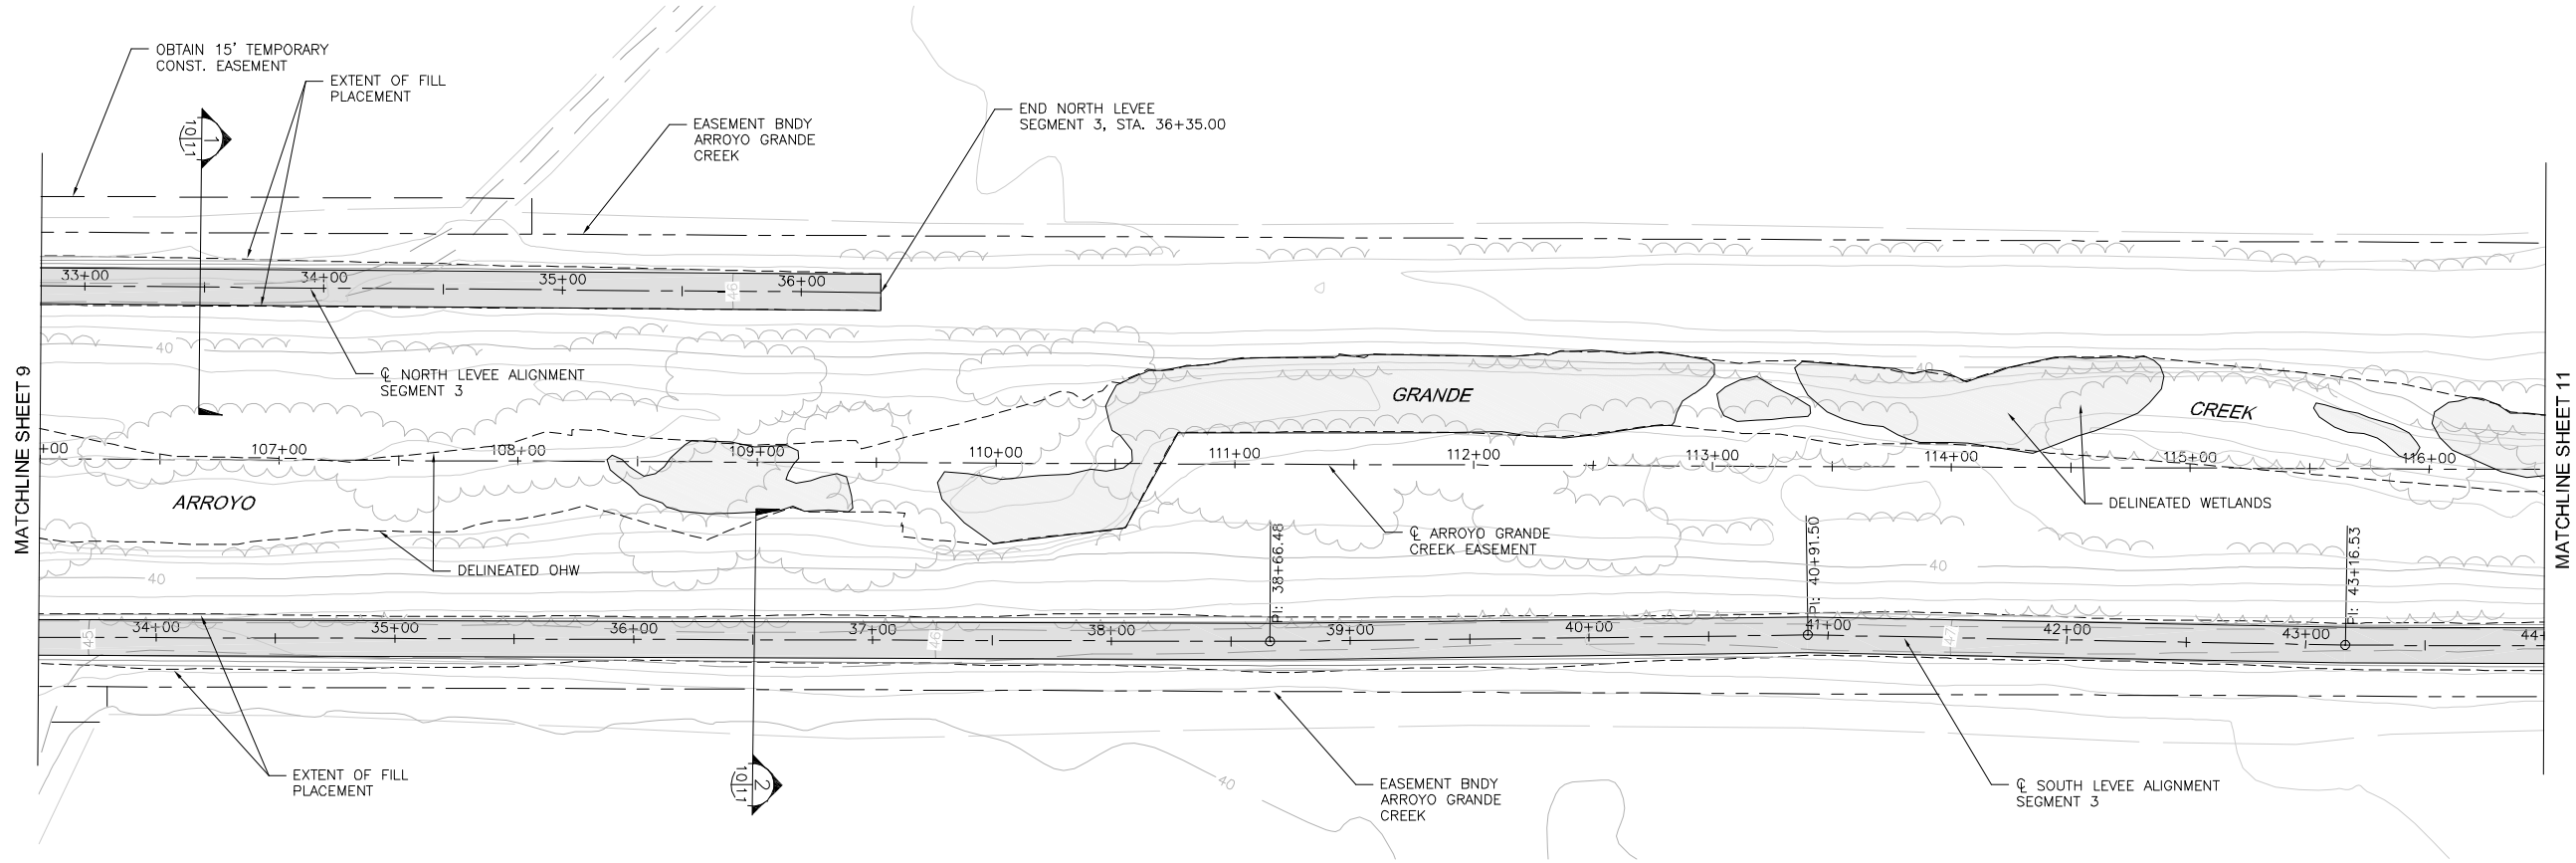 OBTAIN 15' TEMPORARY
CONST. EASEMENT
EXTENT OF FILL
PLACEMENT
1
10 11
EASEMENT BNDY
ARROYO GRANDE
CREEK
END NORTH LEVEE
SEGMENT 3, STA. 36+35.00
33+00 34+00 35+00 36+00
46
40
℄ NORTH LEVEE ALIGNMENT
SEGMENT 3
MATCHLINE SHEET 9
MATCHLINE SHEET 11
GRANDE
40
CREEK
+00 107+00 108+00 109+00 110+00 111+00 112+00 113+00 114+00 115+00 116+00
ARROYO
DELINEATED WETLANDS
℄ ARROYO GRANDE
CREEK EASEMENT
DELINEATED OHW
40
40
PI: 38+66.48
PI: 40+91.50
PI: 43+16.53
34+00 35+00 36+00 37+00 38+00 39+00 40+00 41+00 42+00 43+00 44+
45
46
47
EXTENT OF FILL
PLACEMENT
2
10 11
40
EASEMENT BNDY
ARROYO GRANDE
CREEK
℄ SOUTH LEVEE ALIGNMENT
SEGMENT 3